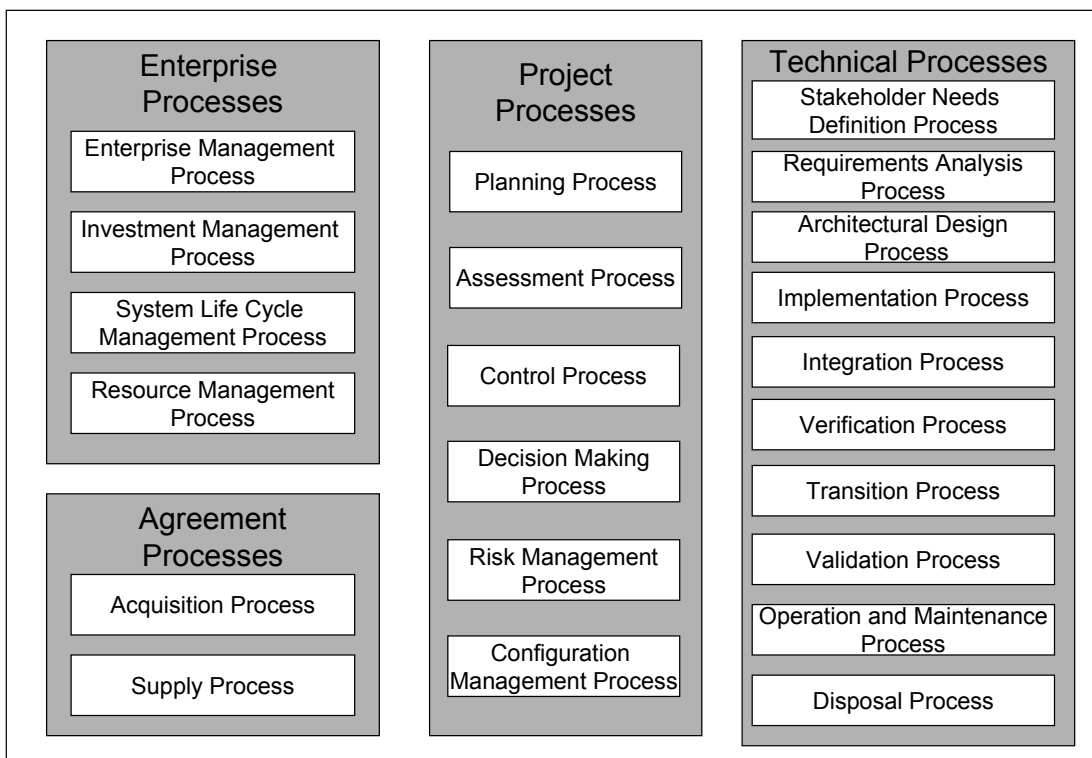 Enterprise
Processes
Enterprise Management
Process
Investment Management
Process
System Life Cycle
Management Process
Resource Management
Process
Agreement
Processes
Acquisition Process
Supply Process
Project
Processes
Planning Process
Assessment Process
Control Process
Decision Making
Process
Risk Management
Process
Configuration
Management Process
Technical Processes
Stakeholder Needs
Definition Process
Requirements Analysis
Process
Architectural Design
Process
Implementation Process
Integration Process
Verification Process
Transition Process
Validation Process
Operation and Maintenance
Process
Disposal Process